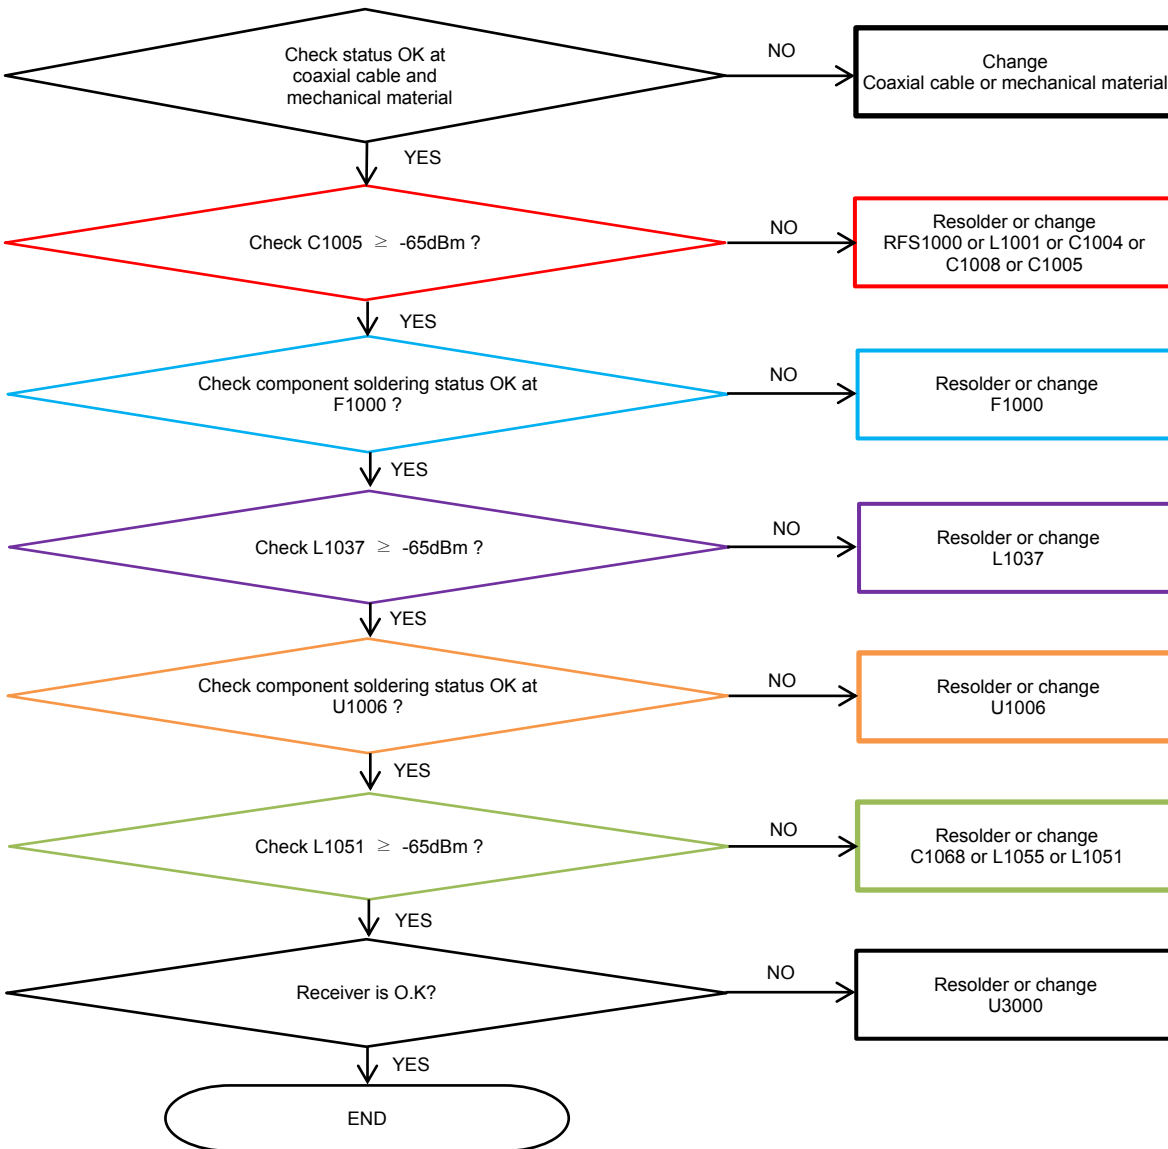 Check status OK at
coaxial cable and
mechanical material
NO
Change
Coaxial cable or mechanical material
YES
Check C1005 ≥ -65dBm ?
NO
Resolder or change
RFS1000 or L1001 or C1004 or
C1008 or C1005
YES
Check component soldering status OK at
F1000 ?
NO
Resolder or change
F1000
YES
Check L1037 ≥ -65dBm ?
NO
Resolder or change
L1037
YES
Check component soldering status OK at
U1006 ?
NO
Resolder or change
U1006
YES
Check L1051 ≥ -65dBm ?
NO
Resolder or change
C1068 or L1055 or L1051
YES
Receiver is O.K?
NO
Resolder or change
U3000
YES
END